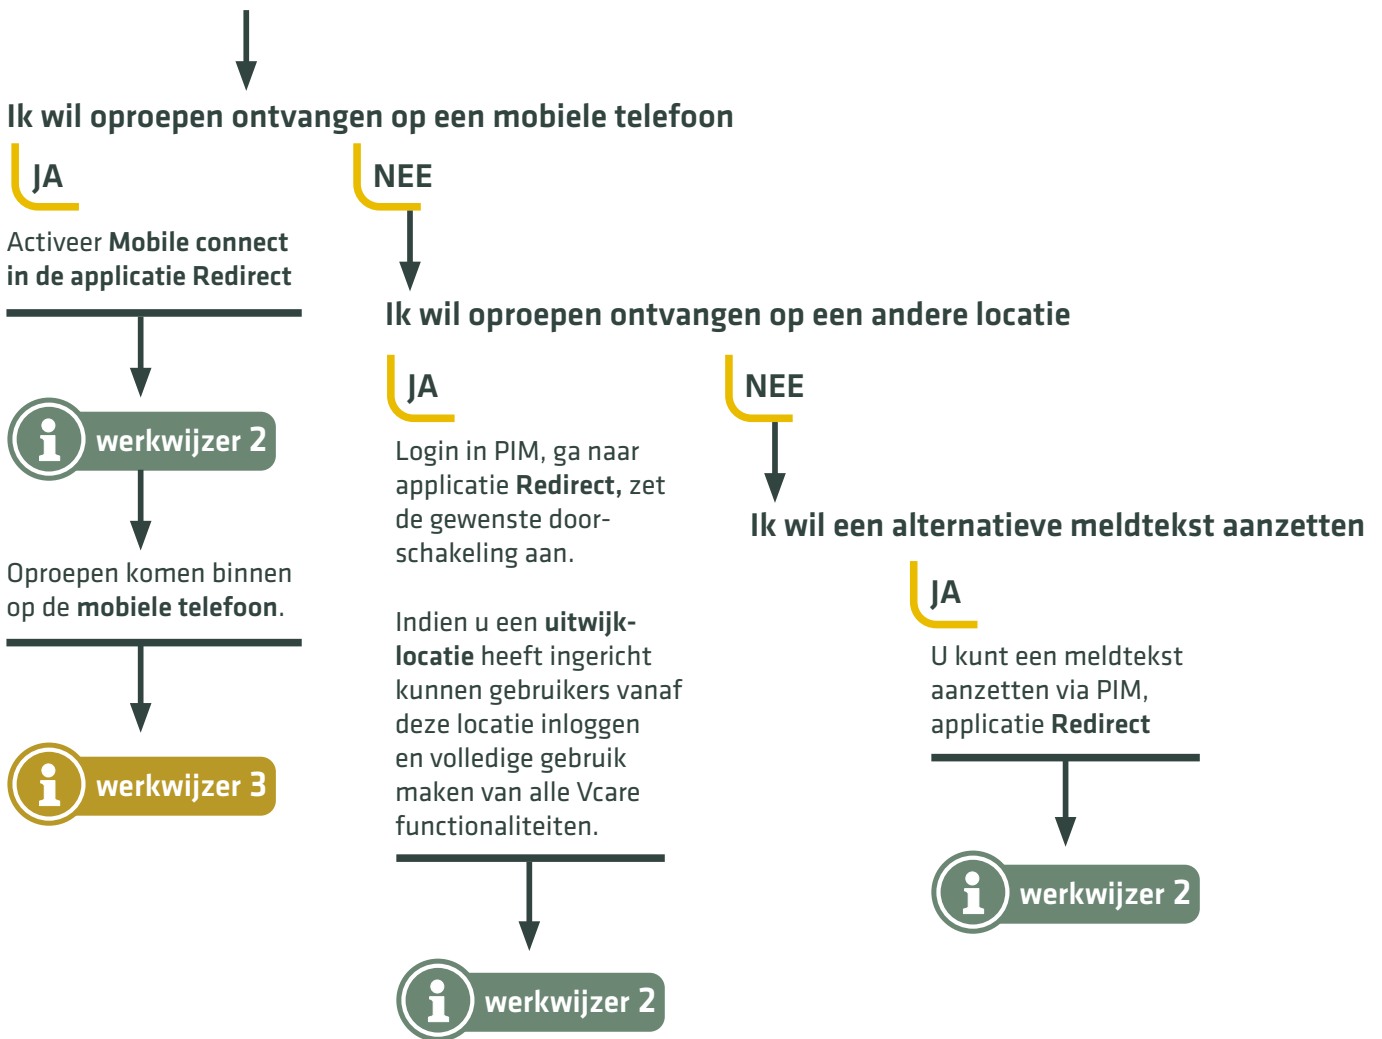 Ik wil oproepen ontvangen op een mobiele telefoon
JA
Activeer Mobile connect
in de applicatie Redirect
werkwijzer 2
Oproepen komen binnen
op de mobiele telefoon.
werkwijzer 3
NEE
Ik wil oproepen ontvangen op een andere locatie
JA
Login in PIM, ga naar
applicatie Redirect, zet
de gewenste door-
schakeling aan.
Indien u een uitwijk-
locatie heeft ingericht
kunnen gebruikers vanaf
deze locatie inloggen
en volledige gebruik
maken van alle Vcare
functionaliteiten.
werkwijzer 2
NEE
Ik wil een alternatieve meldtekst aanzetten
JA
U kunt een meldtekst
aanzetten via PIM,
applicatie Redirect
werkwijzer 2